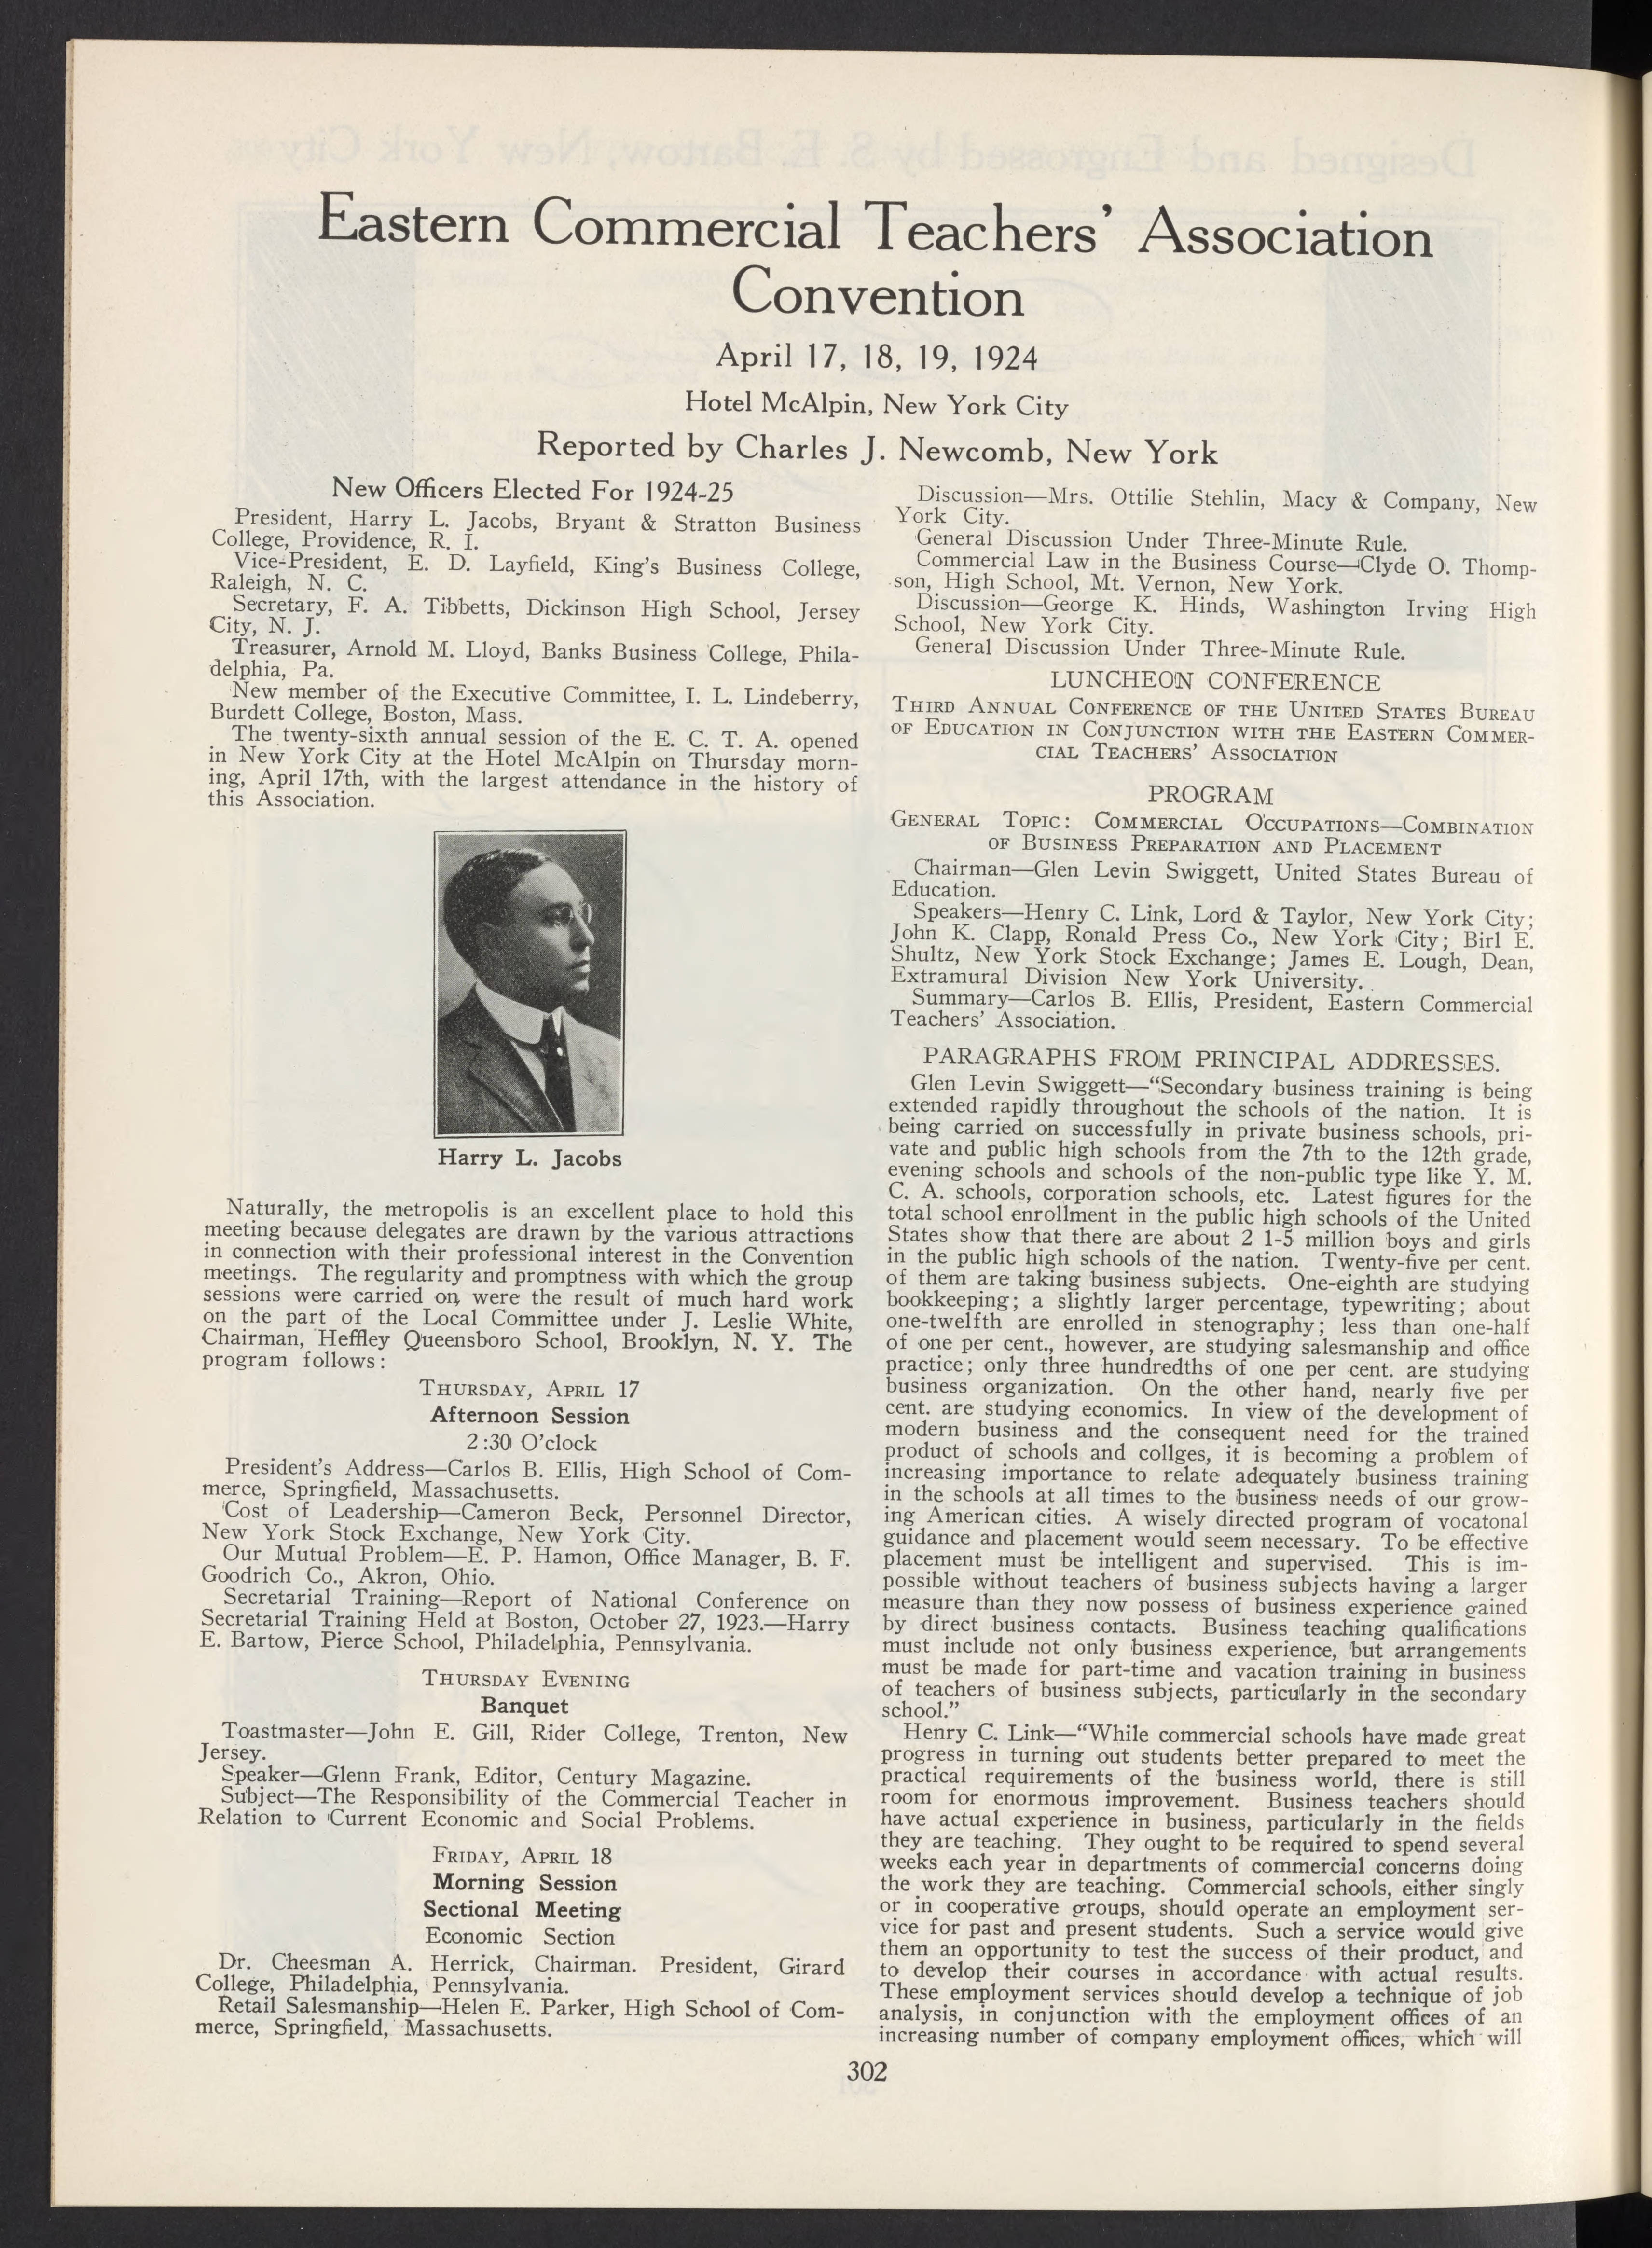 Eastern Commercial Teachers' Association
Convention
April 17, 18, 19, 1924
Hotel McAlpin, New York City
Reported by Charles J. Newcomb, New York
New Officers Elected For 1924-25
President, Harry L. Jacobs, Bryant & Stratton Business
College, Providence, R. I.
Vice-President, E. D. Layfield, King's Business College,
Raleigh, N. C.
Secretary, F. A. Tibbetts, Dickinson High School, Jersey
City, N. J.
Treasurer, Arnold M. Lloyd, Banks Business College, Phila-
delphia, Pa.
New member of the Executive Committee, I. L. Lindeberry,
Burdett College, Boston, Mass.
The twenty-sixth annual session of the E. C. T. A. opened
in New York City at the Hotel McAlpin on Thursday morn-
ing, April 17th, with the largest attendance in the history of
this Association.
Harry L. Jacobs
Naturally, the metropolis is an excellent place to hold this
meeting because delegates are drawn by the various attractions
in connection with their professional interest in the Convention
meetings. The regularity and promptness with which the group
sessions were carried on, were the result of much hard work
on the part of the Local Committee under J. Leslie White,
Chairman, Heffley Queensboro School, Brooklyn, N. Y. The
program follows:
THURSDAY, APRIL 17
Afternoon Session
2:30 O'clock
President's Address—Carlos B. Ellis, High School of Com-
merce, Springfield, Massachusetts.
Cost of Leadership—Cameron Beck, Personnel Director,
New York Stock Exchange, New York City.
Our Mutual Problem—E. P. Hamon, Office Manager, B. F.
Goodrich Co., Akron, Ohio.
Secretarial Training—Report of National Conference on
Secretarial Training Held at Boston, October 27, 1923.—Harry
E. Bartow, Pierce School, Philadelphia, Pennsylvania.
THURSDAY EVENING
Banquet
Toastmaster—John E. Gill, Rider College, Trenton, New
Jersey.
Speaker—Glenn Frank, Editor, Century Magazine.
Subject—The Responsibility of the Commercial Teacher in
Relation to Current Economic and Social Problems.
FRIDAY, APRIL 18
Morning Session
Sectional Meeting
Economic Section
Dr. Cheesman A. Herrick, Chairman. President, Girard
College, Philadelphia, Pennsylvania.
Retail Salesmanship—Helen E. Parker, High School of Com-
merce, Springfield, Massachusetts.
Discussion—Mrs. Ottilie Stehlin, Macy & Company, New
York City.
General Discussion Under Three-Minute Rule.
Commercial Law in the Business Course—Clyde O. Thomp-
son, High School, Mt. Vernon, New York.
Discussion—George K. Hinds, Washington Irving High
School, New York City.
General Discussion Under Three-Minute Rule.
LUNCHEON CONFERENCE
THIRD ANNUAL CONFERENCE OF THE UNITED STATES BUREAU
OF EDUCATION IN CONJUNCTION WITH THE EASTERN COMMER-
CIAL TEACHERS' ASSOCIATION
PROGRAM
GENERAL TOPIC: COMMERCIAL OCCUPATIONS—COMBINATION
OF BUSINESS PREPARATION AND PLACEMENT
Chairman—Glen Levin Swiggett, United States Bureau of
Education.
Speakers—Henry C. Link, Lord & Taylor, New York City;
John K. Clapp, Ronald Press Co., New York City; Birl E.
Shultz, New York Stock Exchange; James E. Lough, Dean,
Extramural Division New York University.
Summary—Carlos B. Ellis, President, Eastern Commercial
Teachers' Association.
PARAGRAPHS FROM PRINCIPAL ADDRESSES.
Glen Levin Swiggett—"Secondary business training is being
extended rapidly throughout the schools of the nation. It is
being carried on successfully in private business schools, pri-
vate and public high schools from the 7th to the 12th grade,
evening schools and schools of the non-public type like Y. M.
C. A. schools, corporation schools, etc. Latest figures for the
total school enrollment in the public high schools of the United
States show that there are about 2 1-5 million boys and girls
in the public high schools of the nation. Twenty-five per cent.
of them are taking business subjects. One-eighth are studying
bookkeeping; a slightly larger percentage, typewriting; about
one-twelfth are enrolled in stenography; less than one-half
of one per cent., however, are studying salesmanship and office
practice; only three hundredths of one per cent. are studying
business organization. On the other hand, nearly five per
cent. are studying economics. In view of the development of
modern business and the consequent need for the trained
product of schools and collges, it is becoming a problem of
increasing importance to relate adequately business training
in the schools at all times to the business needs of our grow-
ing American cities. A wisely directed program of vocatonal
guidance and placement would seem necessary. To be effective
placement must be intelligent and supervised. This is im-
possible without teachers of business subjects having a larger
measure than they now possess of business experience gained
by direct business contacts. Business teaching qualifications
must include not only business experience, but arrangements
must be made for part-time and vacation training in business
of teachers of business subjects, particularly in the secondary
school."
Henry C. Link—"While commercial schools have made great
progress in turning out students better prepared to meet the
practical requirements of the business world, there is still
room for enormous improvement. Business teachers should
have actual experience in business, particularly in the fields
they are teaching. They ought to be required to spend several
weeks each year in departments of commercial concerns doing
the work they are teaching. Commercial schools, either singly
or in cooperative groups, should operate an employment ser-
vice for past and present students. Such a service would give
them an opportunity to test the success of their product, and
to develop their courses in accordance with actual results.
These employment services should develop a technique of job
analysis, in conjunction with the employment offices of an
increasing number of company employment offices, which will
302